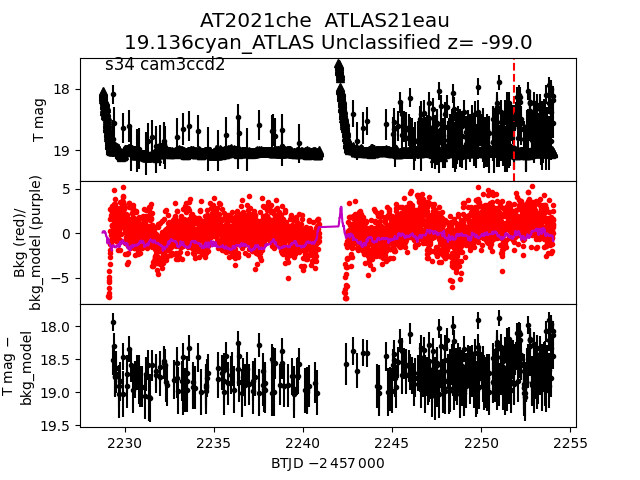 AT2021che ATLAS21eau
19.136cyan_ATLAS Unclassified z= -99.0
s34 cam3ccd2
T mag
18
19
Bkg (red)/
bkg_model (purple)
5
0
−5
T mag −
bkg_model
18.0
18.5
19.0
19.5
2230 2235 2240 2245 2250 2255
BTJD −2 457 000